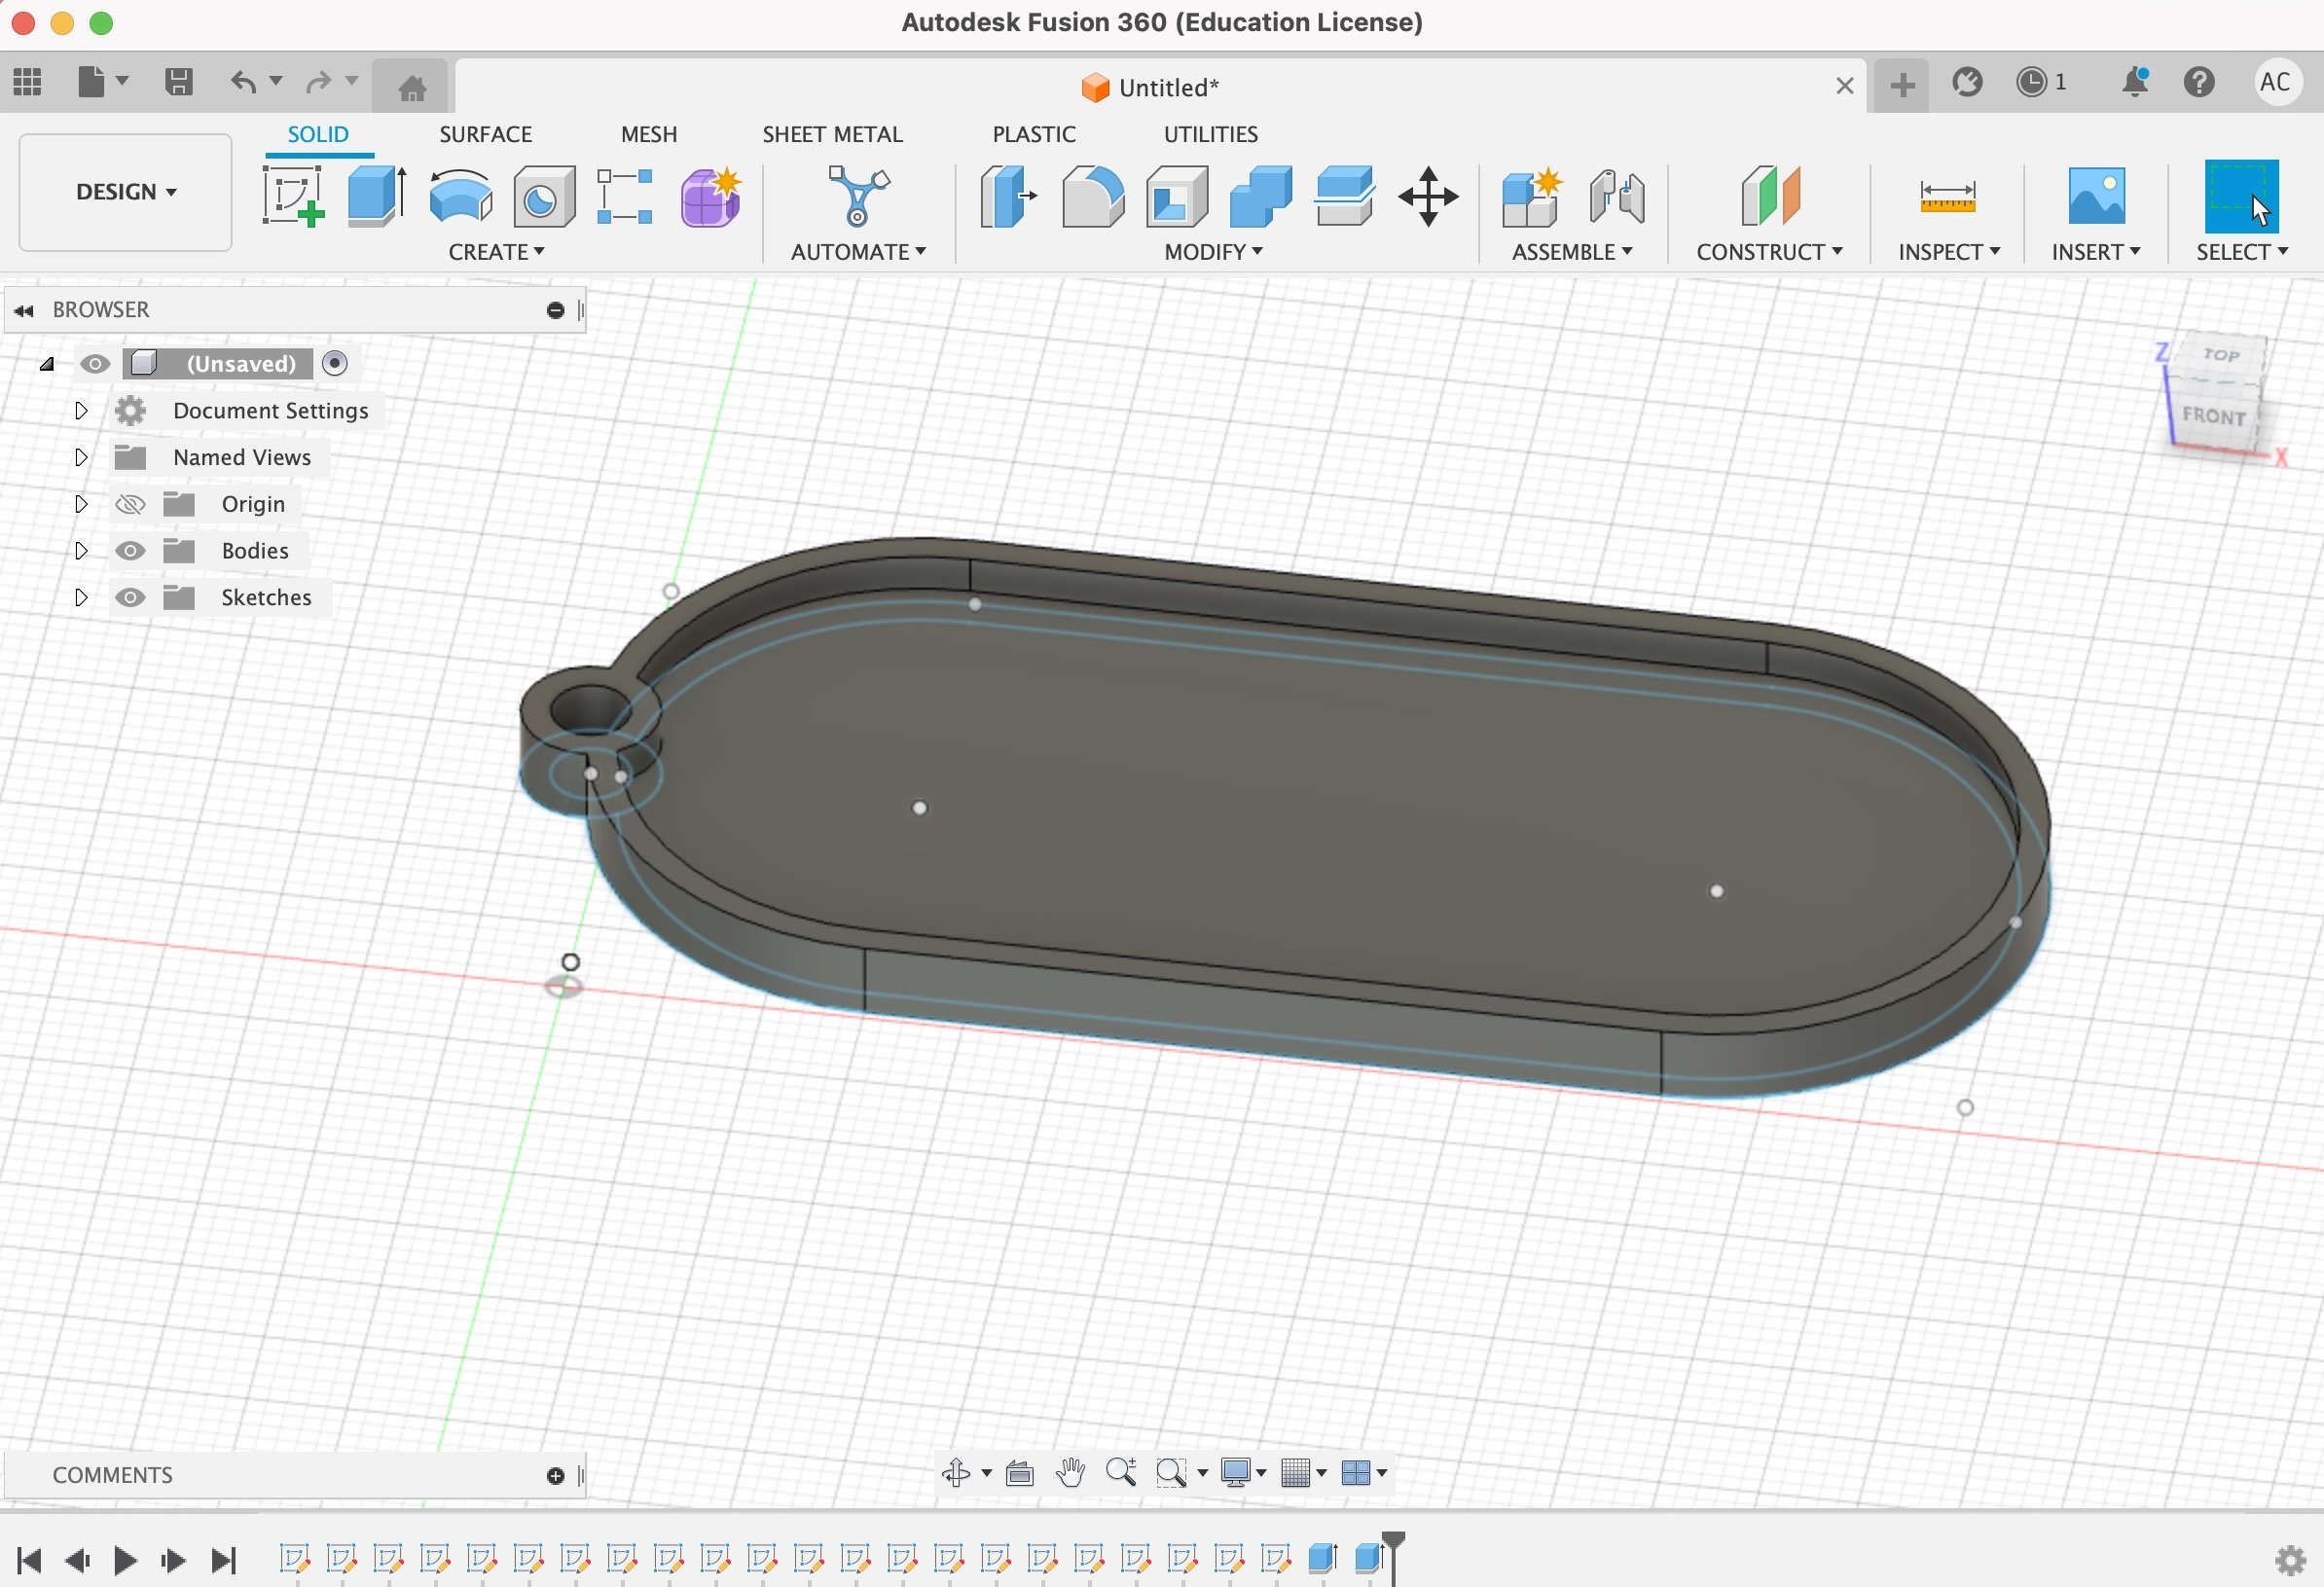 Autodesk Fusion 360 (Education License)
Untitled*
1
AC
DESIGN
SOLID SURFACE MESH SHEET METAL PLASTIC UTILITIES
CREATE AUTOMATE MODIFY ASSEMBLE CONSTRUCT INSPECT INSERT SELECT
BROWSER
(Unsaved)
Document Settings
Named Views
Origin
Bodies
Sketches
Z
TOP
FRONT
X
COMMENTS